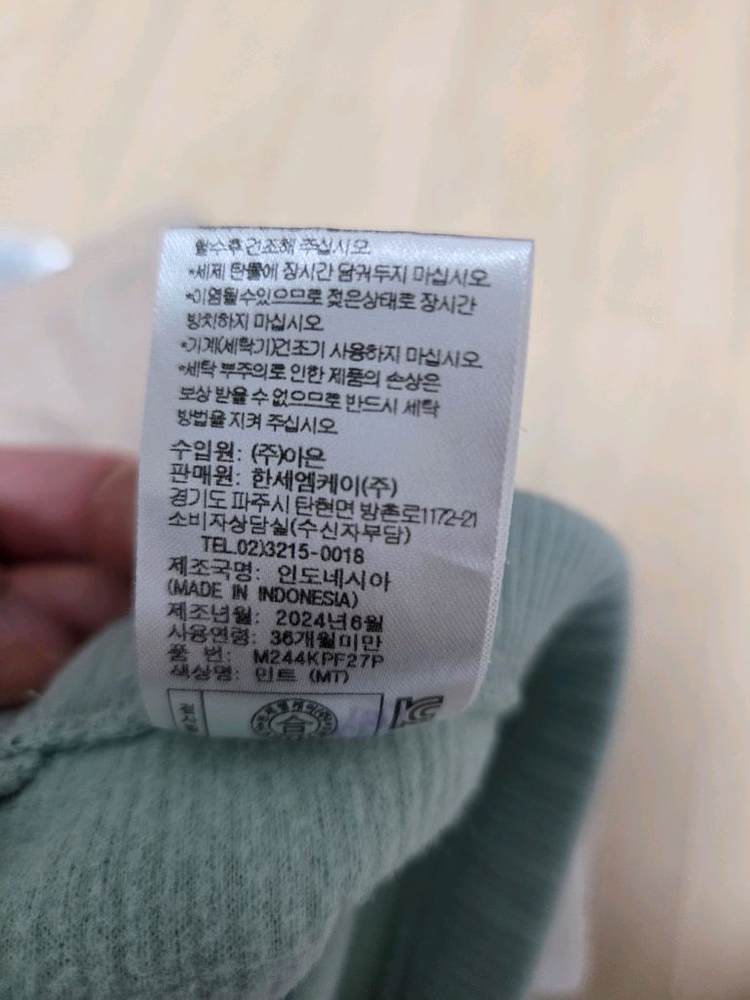 탈수후 건조해 주십시오.
*세제 탄물에 장시간 담궈두지 마십시오.
*이염될수있으므로 젖은상태로 장시간
방치하지 마십시오.
*기계(세탁기)건조기 사용하지 마십시오.
*세탁 부주의로 인한 제품의 손상은
보상 받을 수 없으므로 반드시 세탁
방법을 지켜 주십시오.
수입원: (주)아은
판매원: 한세엠케이(주)
경기도 파주시 탄현면 방촌로1172-21
소비자상담실(수신자부담)
TEL.02)3215-0018
제조국명: 인도네시아
(MADE IN INDONESIA)
제조년월: 2024년6월
사용연령: 36개월미만
품 번: M244KPF27P
색상명: 민트 (MT)
합